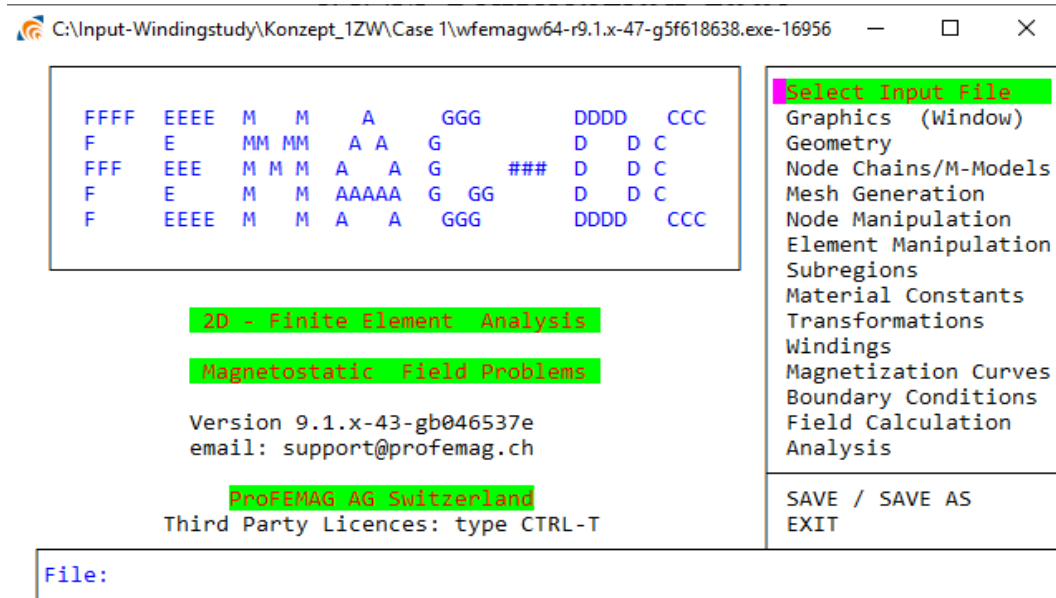 C:\Input-Windingstudy\Konzept_1ZW\Case 1\wfemagw64-r9.1.x-47-g5f618638.exe-16956
FFFF EEEE M M A GGG DDDD CCC
F E MM MM A A G D D C
FFF EEE M M M A A G ### D D C
F E M M AAAAA G GG D D C
F EEEE M M A A GGG DDDD CCC
2D - Finite Element Analysis
Magnetostatic Field Problems
Version 9.1.x-43-gb046537e
email: support@profemag.ch
ProFEMAG AG Switzerland
Third Party Licences: type CTRL-T
Select Input File
Graphics (Window)
Geometry
Node Chains/M-Models
Mesh Generation
Node Manipulation
Element Manipulation
Subregions
Material Constants
Transformations
Windings
Magnetization Curves
Boundary Conditions
Field Calculation
Analysis
SAVE / SAVE AS
EXIT
File: